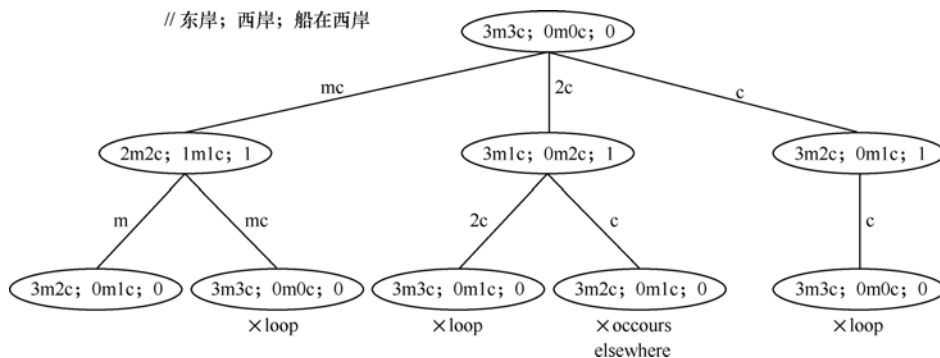 // 东岸；西岸；船在西岸
3m3c；0m0c；0
mc
2c
c
2m2c；1m1c；1
3m1c；0m2c；1
3m2c；0m1c；1
m
mc
2c
c
c
3m2c；0m1c；0
3m3c；0m0c；0
3m3c；0m1c；0
3m2c；0m1c；0
3m3c；0m0c；0
×loop
×loop
×occours
elsewhere
×loop